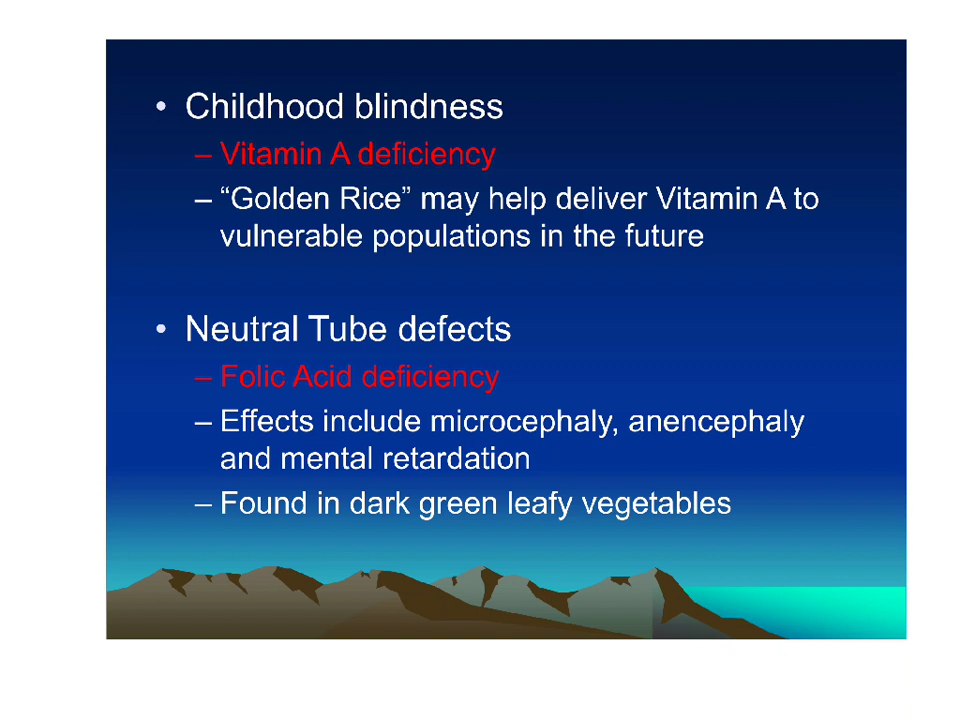 • Childhood blindness
– Vitamin A deficiency
– “Golden Rice” may help deliver Vitamin A to
vulnerable populations in the future
• Neutral Tube defects
– Folic Acid deficiency
– Effects include microcephaly, anencephaly
and mental retardation
– Found in dark green leafy vegetables